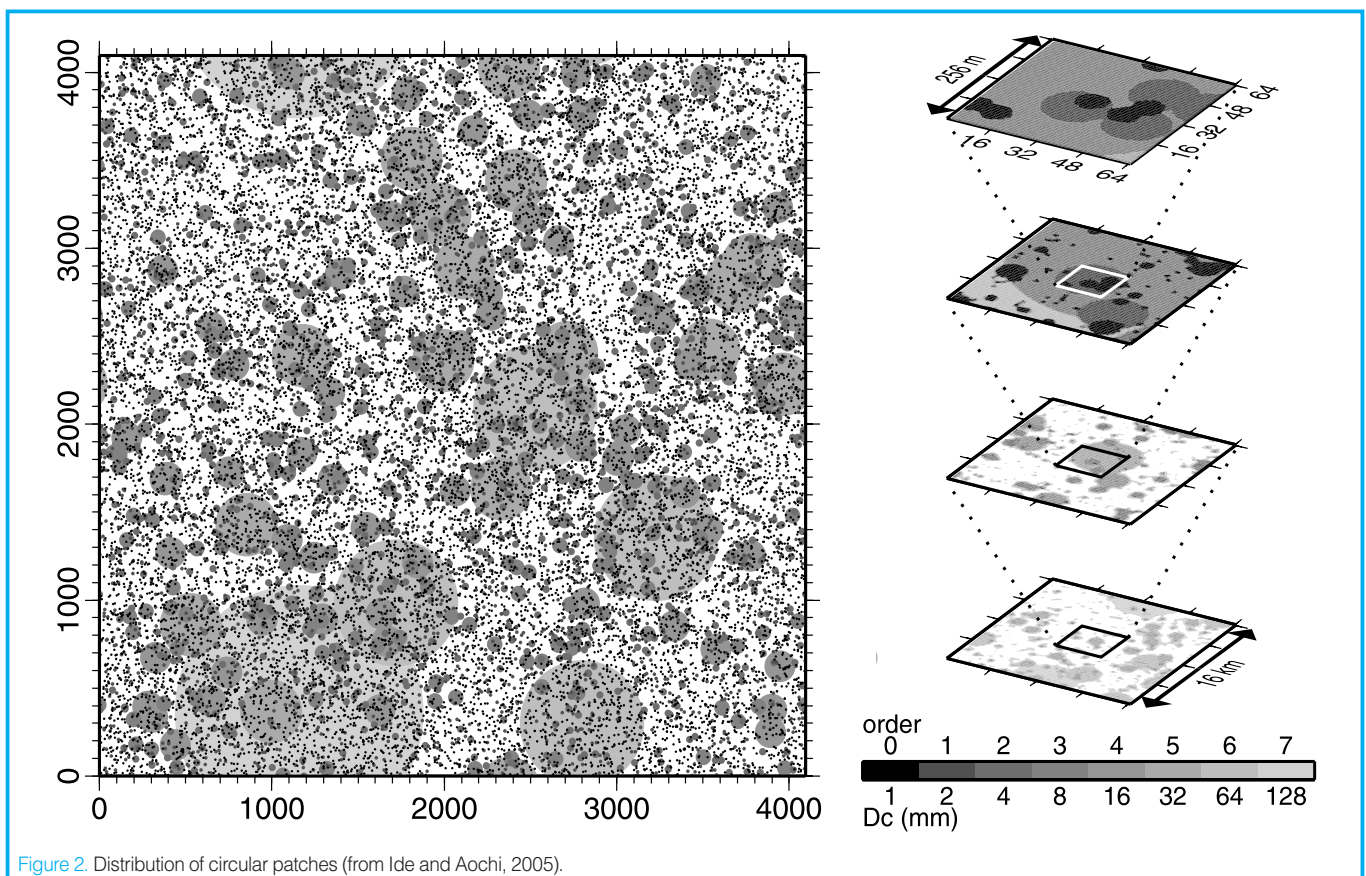 4000
3000
2000
1000
0
0 1000 2000 3000 4000
256 m
16 32 48 64
16 32 48 64
16 km
order
0 1 2 3 4 5 6 7
1 2 4 8 16 32 64 128
Dc (mm)
Figure 2. Distribution of circular patches (from Ide and Aochi, 2005).